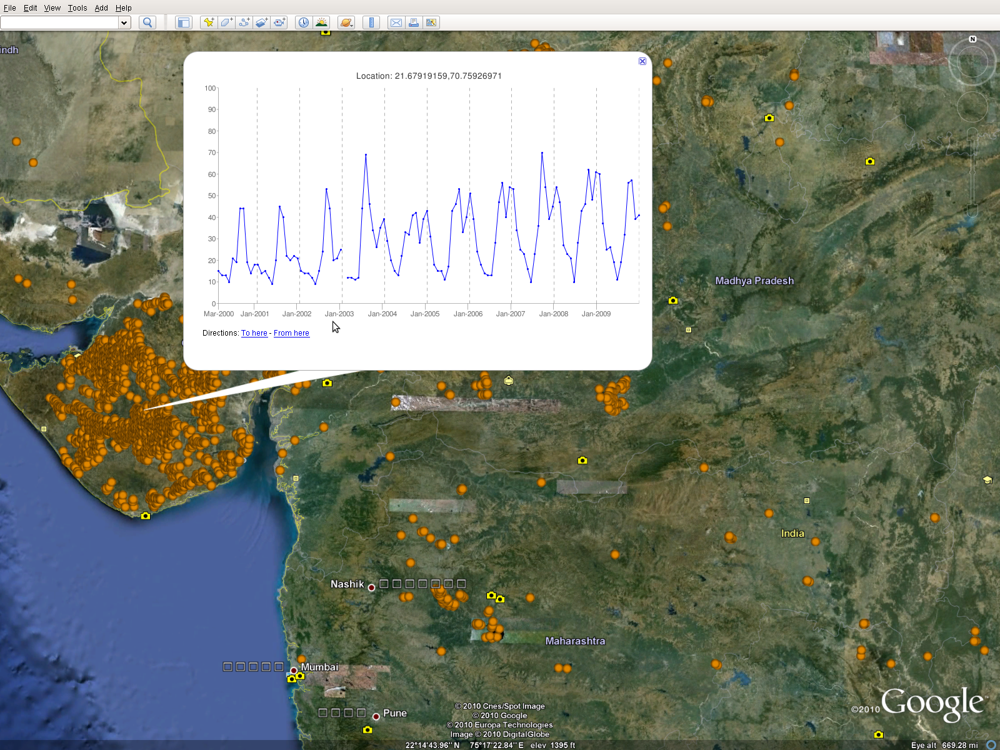 File Edit View Tools Add Help
indh
N
Location: 21.67919159,70.75926971
100
90
80
70
60
50
40
30
20
10
0
Mar-2000 Jan-2001 Jan-2002 Jan-2003 Jan-2004 Jan-2005 Jan-2006 Jan-2007 Jan-2008 Jan-2009
Directions: To here - From here
Madhya Pradesh
India
Nashik
Maharashtra
Mumbai
Pune
© 2010 Cnes/Spot Image
© 2010 Google
© 2010 Europa Technologies
Image © 2010 DigitalGlobe
©2010 Google™
22°14'43.96" N 75°17'22.84" E elev 1395 ft
Eye alt 669.28 mi